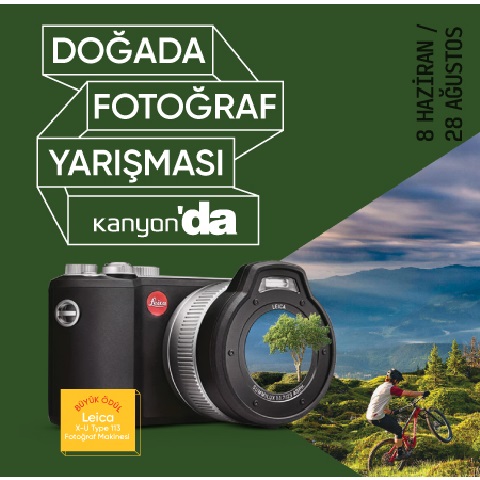 DOĞADA
FOTOĞRAF
YARIŞMASI
kanyon'da
8 HAZİRAN /
28 AĞUSTOS
Leica
LEICA
BÜYÜK ÖDÜL
Leica
X-U Type 113
Fotoğraf Makinesi